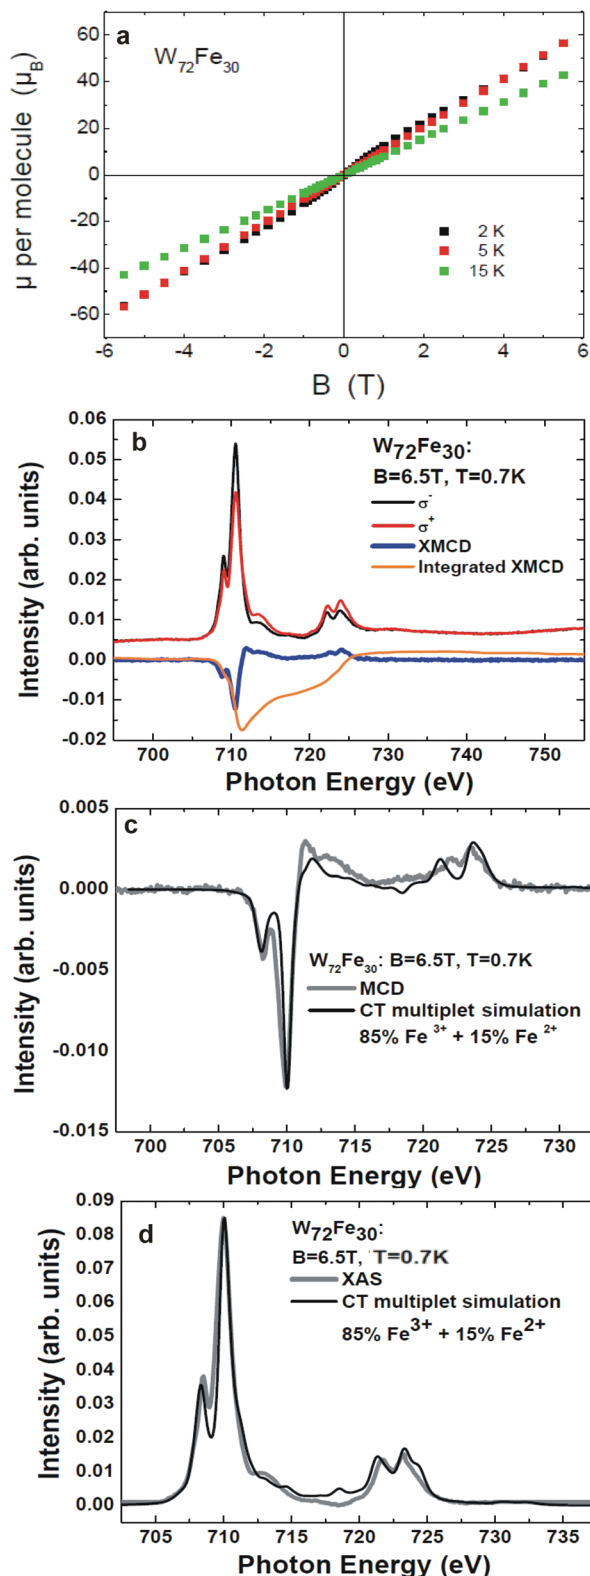 a
W72Fe30
μ per molecule (μB)
60
40
20
0
-20
-40
-60
2 K
5 K
15 K
-6
-4
-2
0
2
4
6
B (T)
b
W72Fe30:
B=6.5T, T=0.7K
σ-
σ+
XMCD
Integrated XMCD
Intensity (arb. units)
0.06
0.05
0.04
0.03
0.02
0.01
0.00
-0.01
-0.02
700
710
720
730
740
750
Photon Energy (eV)
c
Intensity (arb. units)
0.005
0.000
-0.005
-0.010
-0.015
W72Fe30: B=6.5T, T=0.7K
MCD
CT multiplet simulation
85% Fe 3+ + 15% Fe 2+
700
705
710
715
720
725
730
Photon Energy (eV)
d
W72Fe30:
B=6.5T, T=0.7K
XAS
CT multiplet simulation
85% Fe3+ + 15% Fe2+
Intensity (arb. units)
0.09
0.08
0.07
0.06
0.05
0.04
0.03
0.02
0.01
0.00
705
710
715
720
725
730
735
Photon Energy (eV)